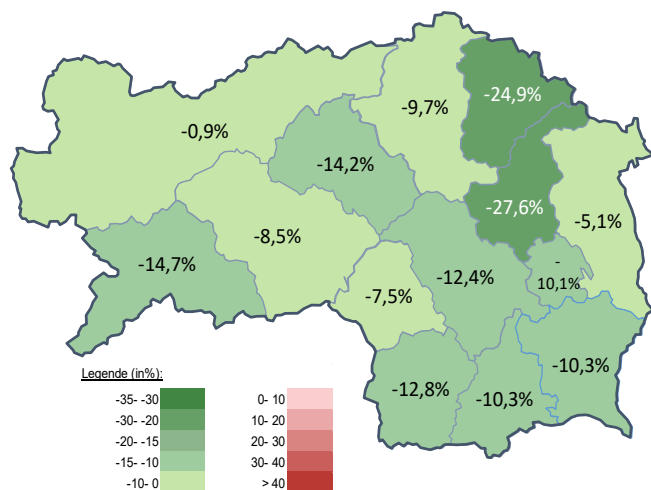 -24,9%
-9,7%
-0,9%
-14,2%
-27,6%
-5,1%
-8,5%
-14,7%
-12,4%
-
10,1%
-7,5%
-10,3%
-12,8%
-10,3%
Legende (in%):
-35- -30 0- 10
-30- -20 10- 20
-20- -15 20- 30
-15- -10 30- 40
-10- 0 > 40